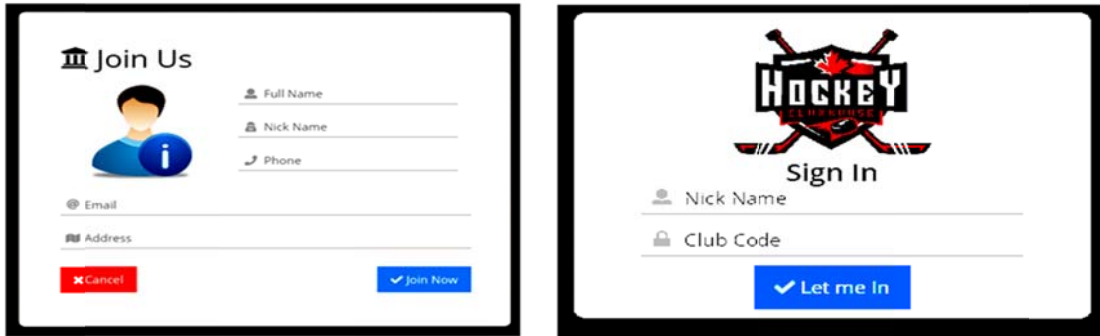 Join Us
Full Name
Nick Name
Phone
Email
Address
Cancel
Join Now
HOCKEY
CLUBHOUSE
Sign In
Nick Name
Club Code
Let me In